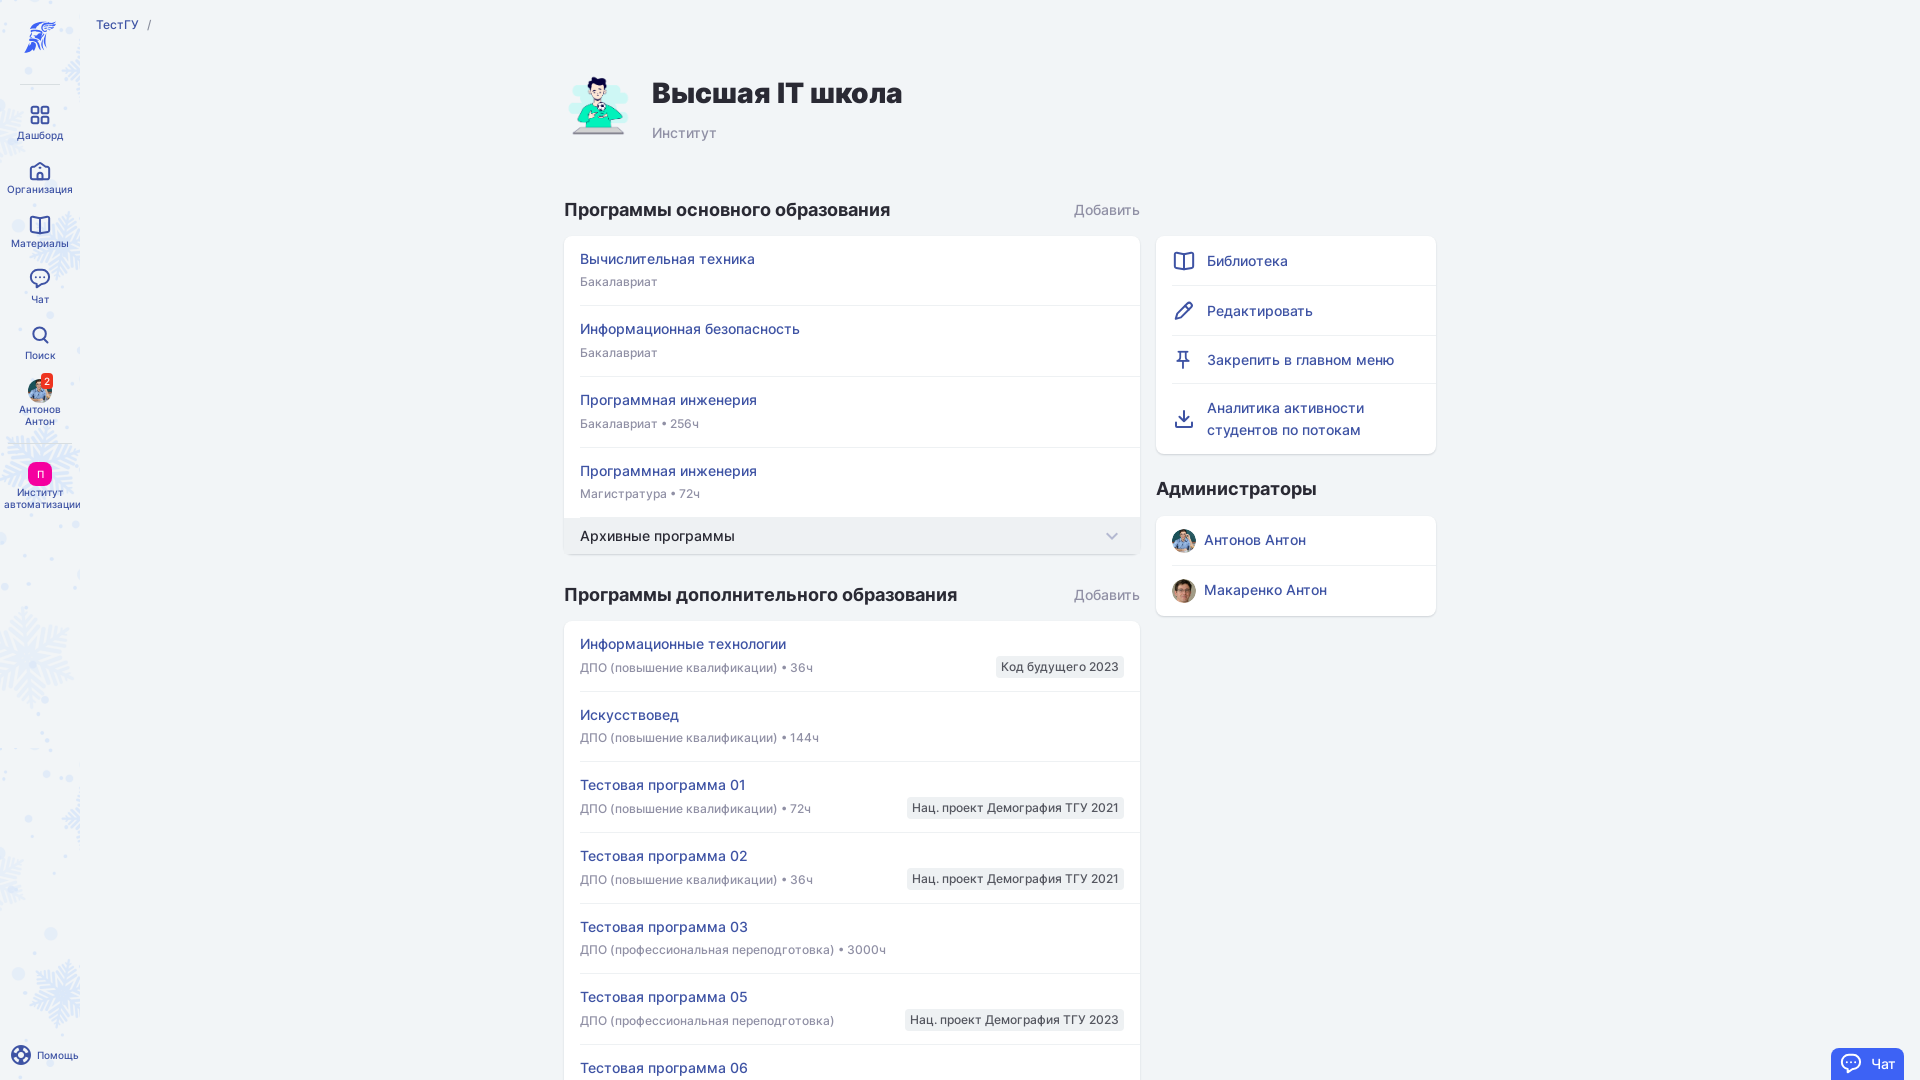 ТестГУ /
Дашборд
Организация
Материалы
Чат
Поиск
2
Антонов
Антон
П
Институт
автоматизации
Помощь
Высшая IT школа
Институт
Программы основного образования
Добавить
Вычислительная техника
Бакалавриат
Информационная безопасность
Бакалавриат
Программная инженерия
Бакалавриат • 256ч
Программная инженерия
Магистратура • 72ч
Архивные программы
Программы дополнительного образования
Добавить
Информационные технологии
ДПО (повышение квалификации) • 36ч
Код будущего 2023
Искусствовед
ДПО (повышение квалификации) • 144ч
Тестовая программа 01
ДПО (повышение квалификации) • 72ч
Нац. проект Демография ТГУ 2021
Тестовая программа 02
ДПО (повышение квалификации) • 36ч
Нац. проект Демография ТГУ 2021
Тестовая программа 03
ДПО (профессиональная переподготовка) • 3000ч
Тестовая программа 05
ДПО (профессиональная переподготовка)
Нац. проект Демография ТГУ 2023
Тестовая программа 06
Библиотека
Редактировать
Закрепить в главном меню
Аналитика активности
студентов по потокам
Администраторы
Антонов Антон
Макаренко Антон
Чат